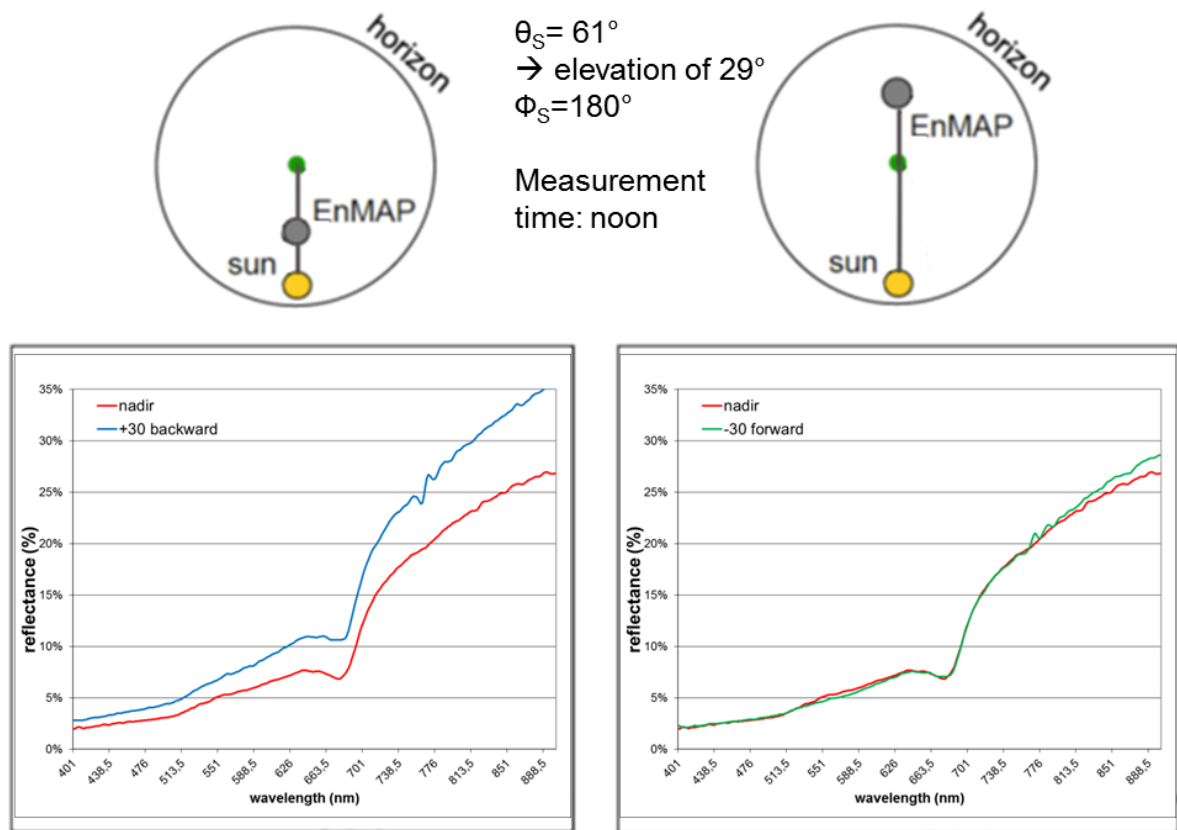 horizon
EnMAP
sun
θS= 61°
→ elevation of 29°
ΦS=180°
Measurement
time: noon
horizon
EnMAP
sun
35%
30%
25%
20%
15%
10%
5%
0%
reflectance (%)
nadir
+30 backward
401
438,5
476
513,5
551
588,5
626
663,5
701
738,5
776
813,5
851
888,5
wavelength (nm)
35%
30%
25%
20%
15%
10%
5%
0%
reflectance (%)
nadir
-30 forward
401
438,5
476
513,5
551
588,5
626
663,5
701
738,5
776
813,5
851
888,5
wavelength (nm)